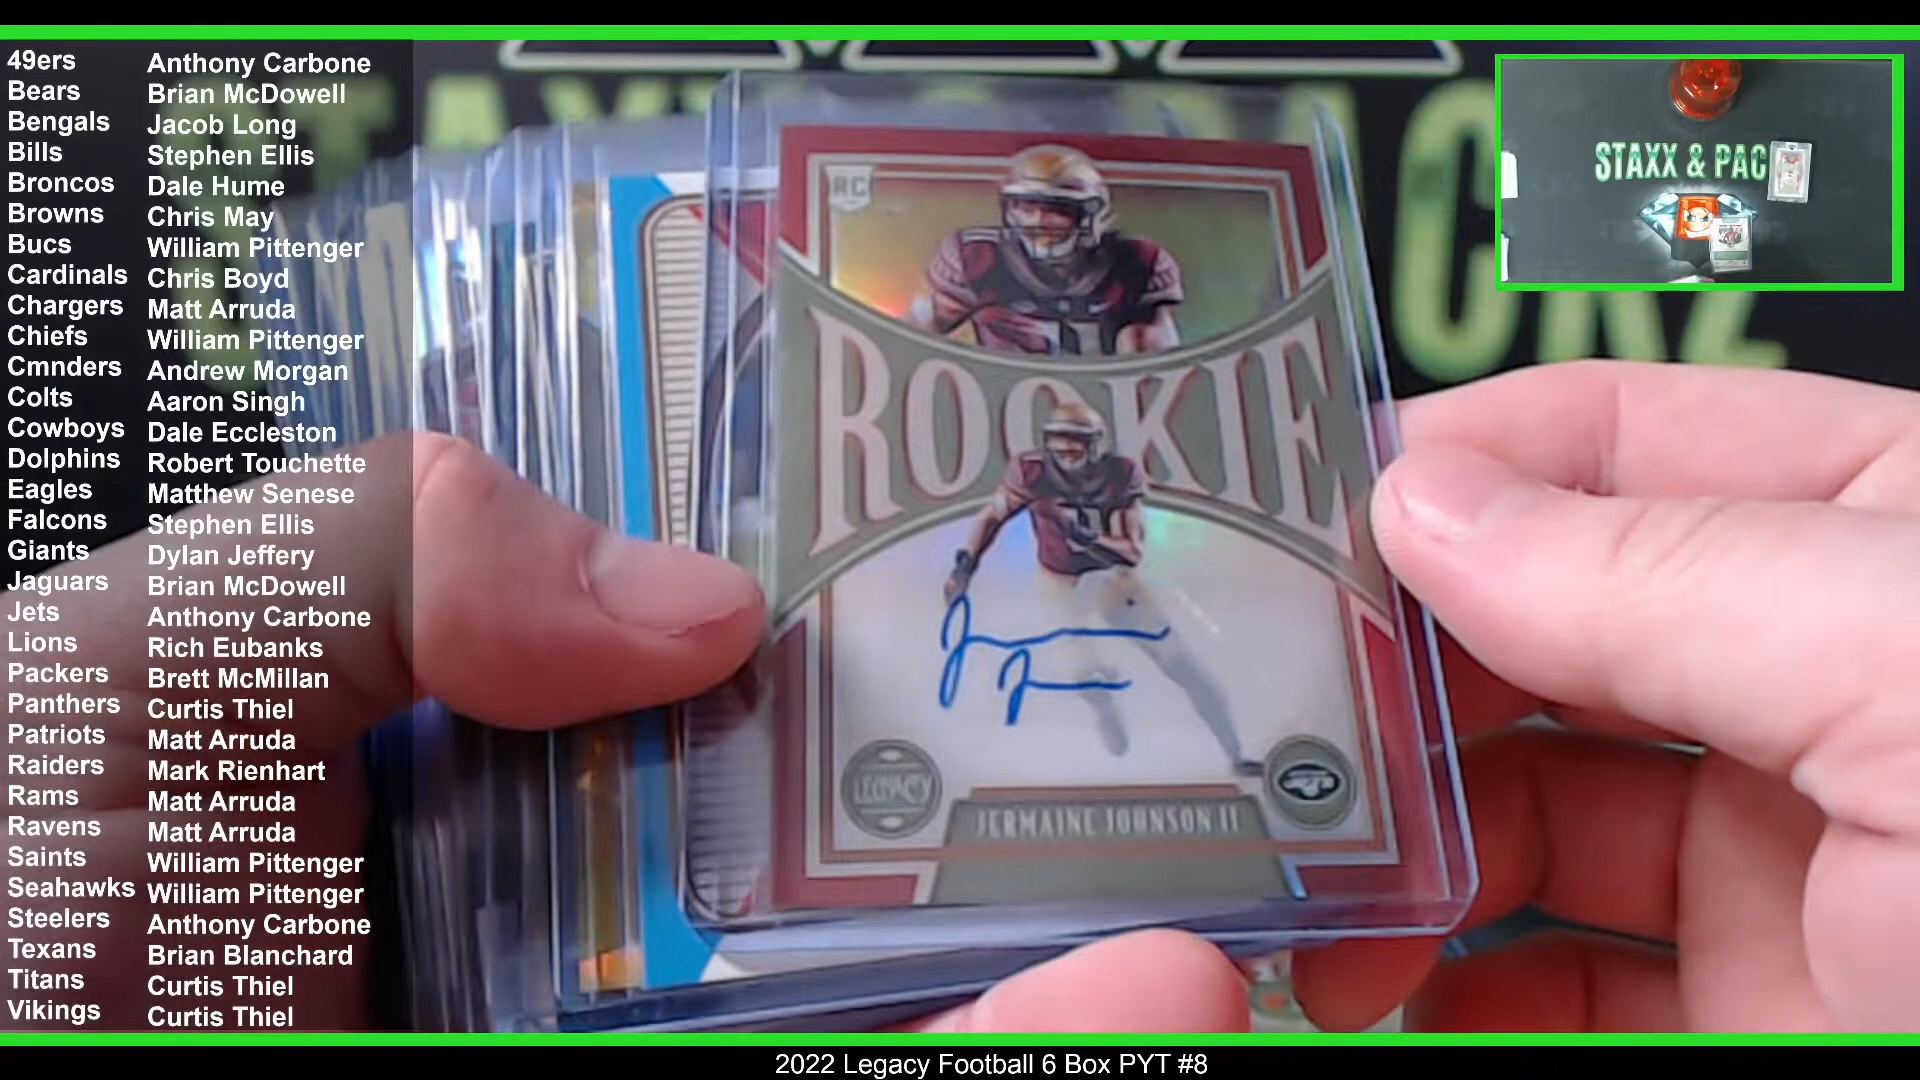 49ers Anthony Carbone
Bears Brian McDowell
Bengals Jacob Long
Bills Stephen Ellis
Broncos Dale Hume
Browns Chris May
Bucs William Pittenger
Cardinals Chris Boyd
Chargers Matt Arruda
Chiefs William Pittenger
Cmnders Andrew Morgan
Colts Aaron Singh
Cowboys Dale Eccleston
Dolphins Robert Touchette
Eagles Matthew Senese
Falcons Stephen Ellis
Giants Dylan Jeffery
Jaguars Brian McDowell
Jets Anthony Carbone
Lions Rich Eubanks
Packers Brett McMillan
Panthers Curtis Thiel
Patriots Matt Arruda
Raiders Mark Rienhart
Rams Matt Arruda
Ravens Matt Arruda
Saints William Pittenger
Seahawks William Pittenger
Steelers Anthony Carbone
Texans Brian Blanchard
Titans Curtis Thiel
Vikings Curtis Thiel
RC
ROOKIE
LEGACY
JERMAINE JOHNSON II
STAXX & PAC
2022 Legacy Football 6 Box PYT #8